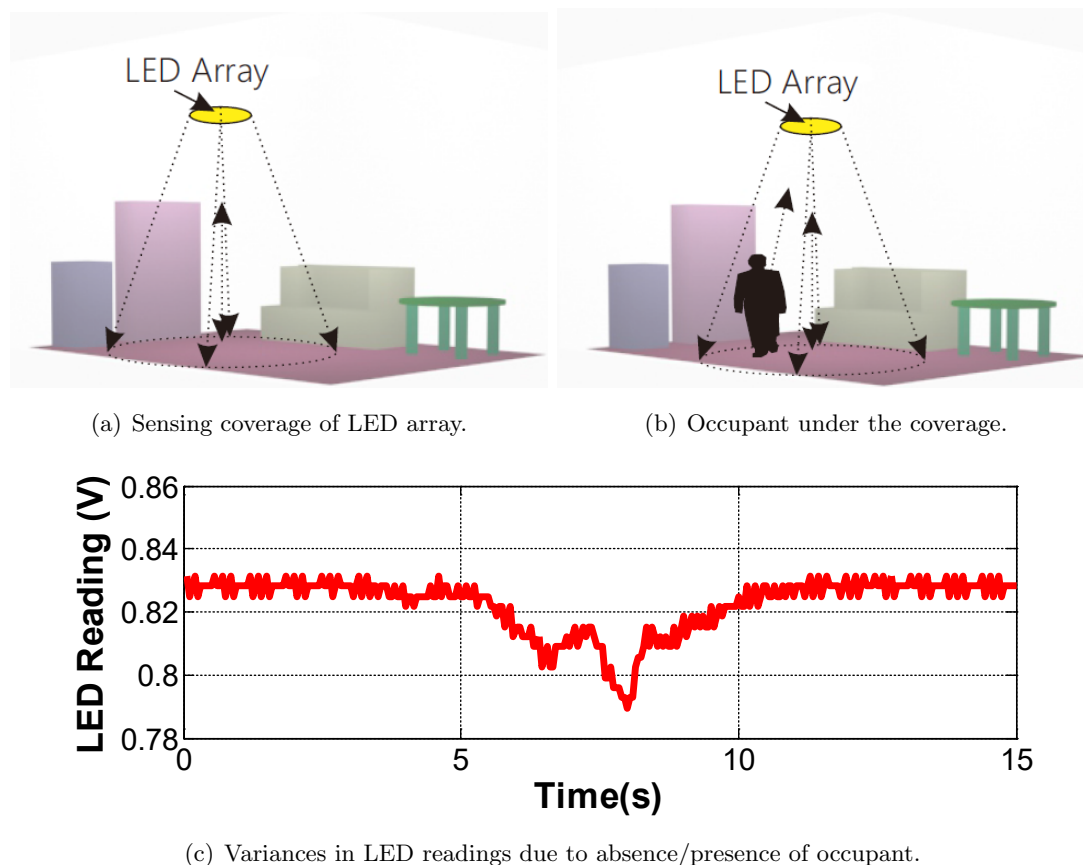 LED Array
LED Array
(a) Sensing coverage of LED array.
(b) Occupant under the coverage.
0.86
0.84
0.82
0.8
0.78
LED Reading (V)
0 5 10 15
Time(s)
(c) Variances in LED readings due to absence/presence of occupant.